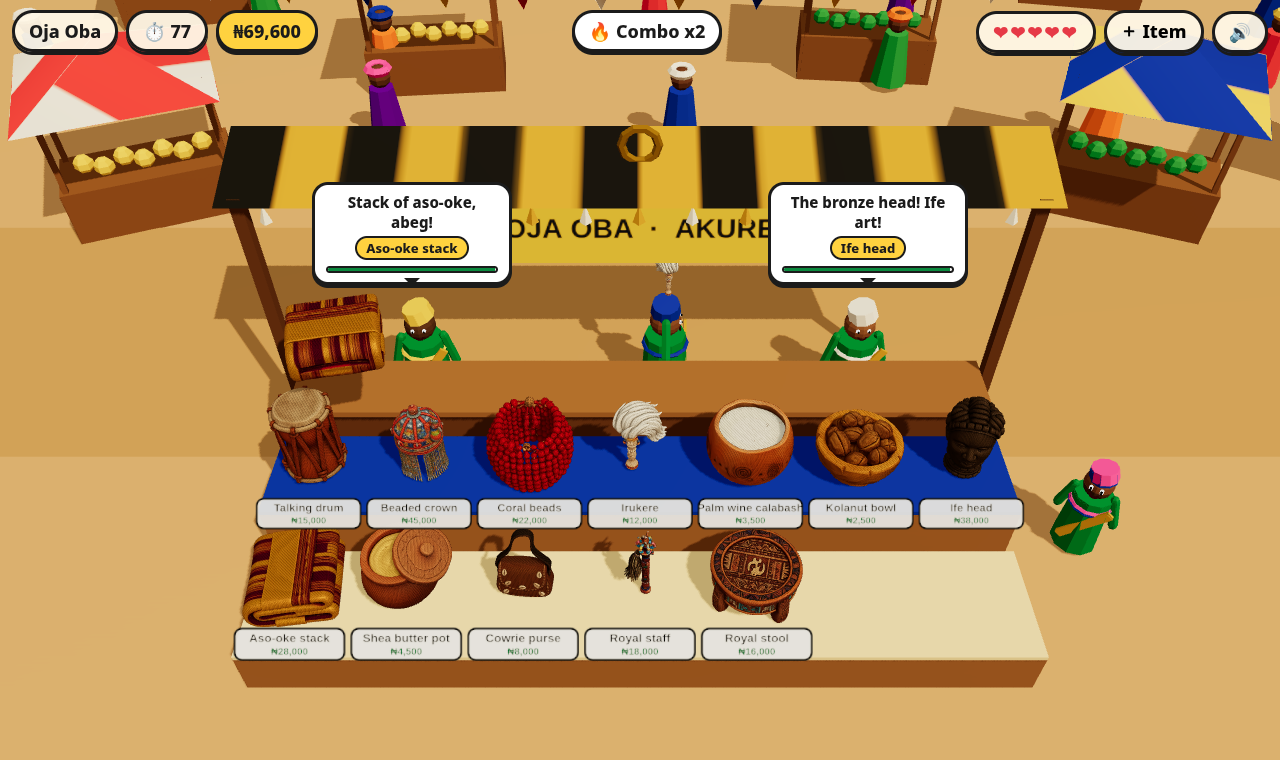 Oja Oba
77
₦69,600
Combo x2
+ Item
Stack of aso-oke,
abeg!
Aso-oke stack
The bronze head! Ife
art!
Ife head
OJA OBA · AKURE
Talking drum
₦15,000
Beaded crown
₦45,000
Coral beads
₦22,000
Irukere
₦12,000
Palm wine calabash
₦3,500
Kolanut bowl
₦2,500
Ife head
₦38,000
Aso-oke stack
₦28,000
Shea butter pot
₦4,500
Cowrie purse
₦8,000
Royal staff
₦18,000
Royal stool
₦16,000